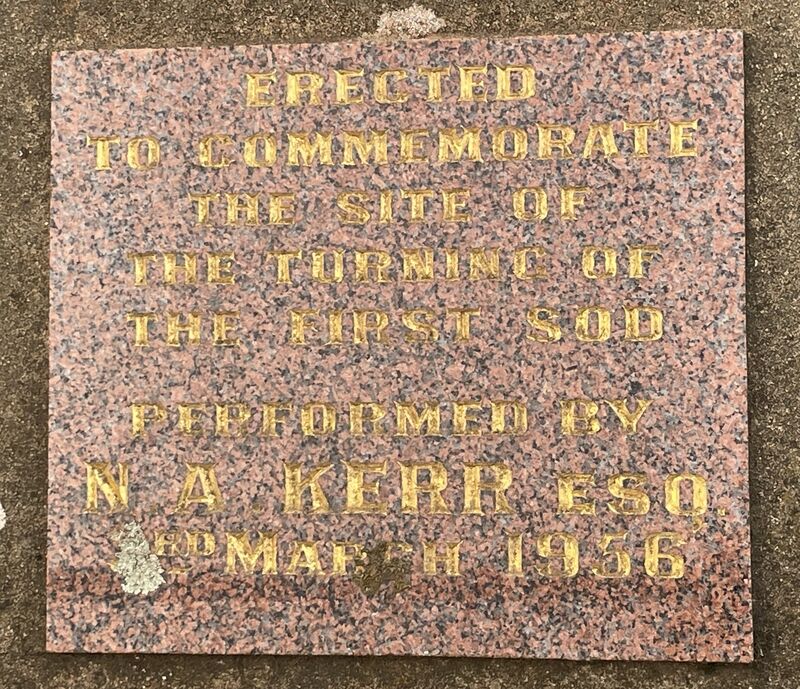 ERECTED
TO COMMEMORATE
THE SITE OF
THE TURNING OF
THE FIRST SOD
PERFORMED BY
N. A. KERR ESQ.
MARCH 1956